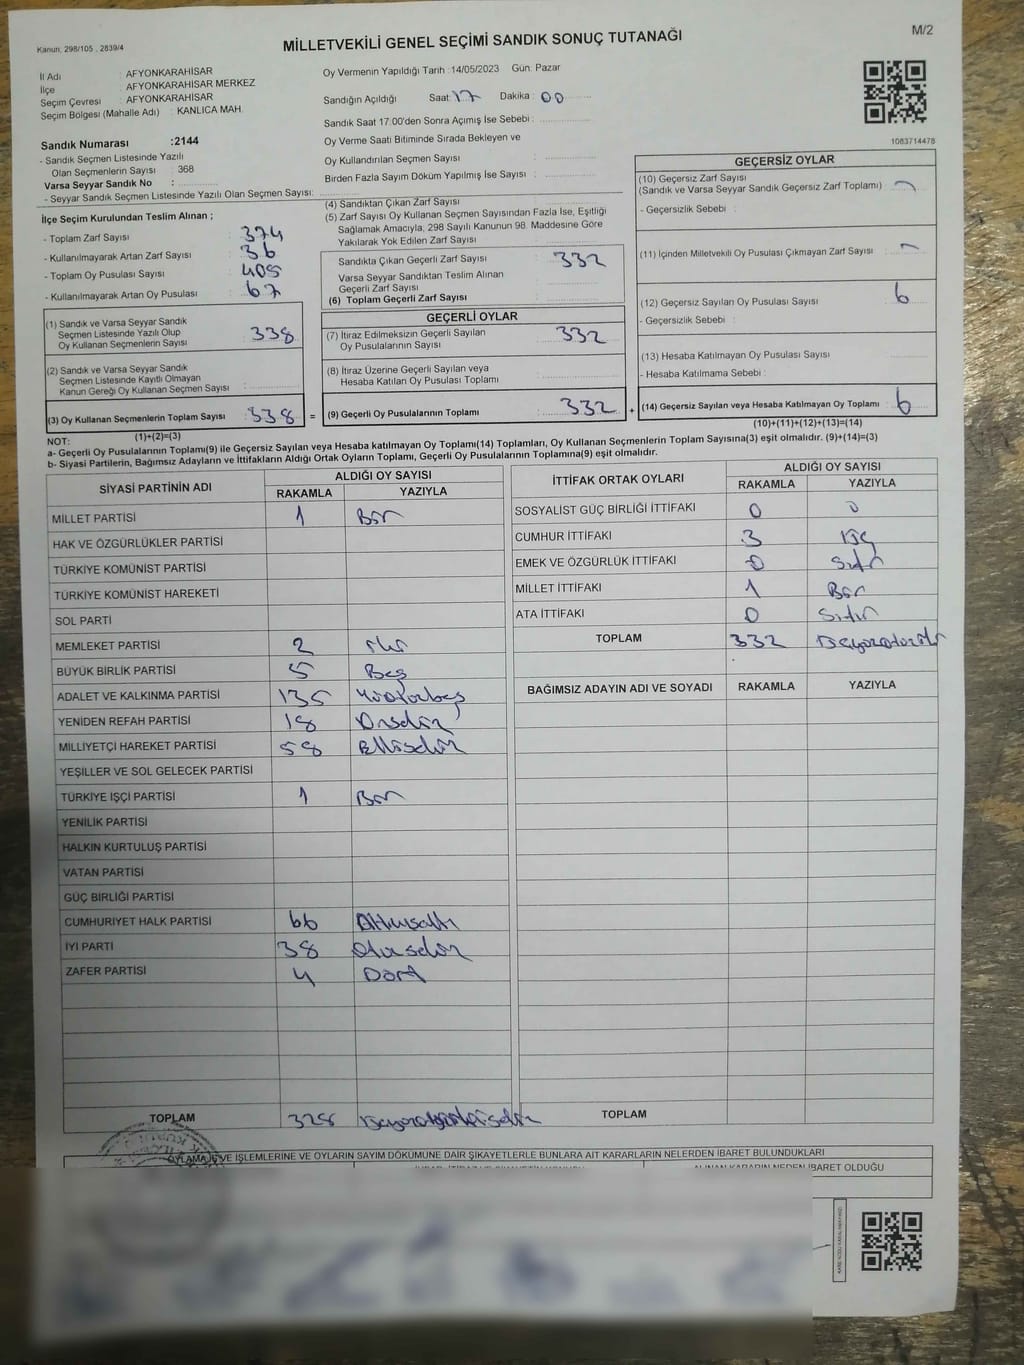 Kanun, 298/105 , 2839/4
MİLLETVEKİLİ GENEL SEÇİMİ SANDIK SONUÇ TUTANAĞI
M/2
İl Adı : AFYONKARAHİSAR
İlçe : AFYONKARAHİSAR MERKEZ
Seçim Çevresi : AFYONKARAHİSAR
Seçim Bölgesi (Mahalle Adı) : KANLICA MAH.
Oy Vermenin Yapıldığı Tarih :14/05/2023 Gün: Pazar
Sandığın Açıldığı Saat: 17 Dakika : 00
Sandık Saat 17:00'den Sonra Açımış İse Sebebi :
Oy Verme Saati Bitiminde Sırada Bekleyen ve
Oy Kullandırılan Seçmen Sayısı :
Birden Fazla Sayım Döküm Yapılmış İse Sayısı :
1083714478
Sandık Numarası :2144
- Sandık Seçmen Listesinde Yazılı
Olan Seçmenlerin Sayısı : 368
Varsa Seyyar Sandık No :
- Seyyar Sandık Seçmen Listesinde Yazılı Olan Seçmen Sayısı:
İlçe Seçim Kurulundan Teslim Alınan ;
- Toplam Zarf Sayısı : 374
- Kullanılmayarak Artan Zarf Sayısı : 36
- Toplam Oy Pusulası Sayısı : 405
- Kullanılmayarak Artan Oy Pusulası : 67
(1) Sandık ve Varsa Seyyar Sandık
Seçmen Listesinde Yazılı Olup
Oy Kullanan Seçmenlerin Sayısı : 338
(2) Sandık ve Varsa Seyyar Sandık
Seçmen Listesinde Kayıtlı Olmayan
Kanun Gereği Oy Kullanan Seçmen Sayısı :
(3) Oy Kullanan Seçmenlerin Toplam Sayısı : 338 =
(1)+(2)=(3)
(4) Sandıktan Çıkan Zarf Sayısı :
(5) Zarf Sayısı Oy Kullanan Seçmen Sayısından Fazla İse, Eşitliği
Sağlamak Amacıyla, 298 Sayılı Kanunun 98. Maddesine Göre
Yakılarak Yok Edilen Zarf Sayısı :
Sandıkta Çıkan Geçerli Zarf Sayısı : 332
Varsa Seyyar Sandıktan Teslim Alınan
Geçerli Zarf Sayısı :
(6) Toplam Geçerli Zarf Sayısı :
GEÇERLİ OYLAR
(7) İtiraz Edilmeksizin Geçerli Sayılan
Oy Pusulalarının Sayısı : 332
(8) İtiraz Üzerine Geçerli Sayılan veya
Hesaba Katılan Oy Pusulası Toplamı :
(9) Geçerli Oy Pusulalarının Toplamı : 332 +
GEÇERSİZ OYLAR
(10) Geçersiz Zarf Sayısı
(Sandık ve Varsa Seyyar Sandık Geçersiz Zarf Toplamı) :
- Geçersizlik Sebebi :
(11) İçinden Milletvekili Oy Pusulası Çıkmayan Zarf Sayısı :
(12) Geçersiz Sayılan Oy Pusulası Sayısı : 6
- Geçersizlik Sebebi :
(13) Hesaba Katılmayan Oy Pusulası Sayısı :
- Hesaba Katılmama Sebebi :
(14) Geçersiz Sayılan veya Hesaba Katılmayan Oy Toplamı : 6
(10)+(11)+(12)+(13)=(14)
NOT:
a- Geçerli Oy Pusulalarının Toplamı(9) ile Geçersiz Sayılan veya Hesaba katılmayan Oy Toplamı(14) Toplamları, Oy Kullanan Seçmenlerin Toplam Sayısına(3) eşit olmalıdır. (9)+(14)=(3)
b- Siyasi Partilerin, Bağımsız Adayların ve İttifakların Aldığı Ortak Oyların Toplamı, Geçerli Oy Pusulalarının Toplamına(9) eşit olmalıdır.
SİYASİ PARTİNİN ADI ALDIĞI OY SAYISI
RAKAMLA YAZIYLA
MİLLET PARTİSİ 1 Bir
HAK VE ÖZGÜRLÜKLER PARTİSİ
TÜRKİYE KOMÜNİST PARTİSİ
TÜRKİYE KOMÜNİST HAREKETİ
SOL PARTİ
MEMLEKET PARTİSİ 2 iki
BÜYÜK BİRLİK PARTİSİ 5 Beş
ADALET VE KALKINMA PARTİSİ 135 Yüzotuzbeş
YENİDEN REFAH PARTİSİ 18 Onsekiz
MİLLİYETÇİ HAREKET PARTİSİ 58 Ellisekiz
YEŞİLLER VE SOL GELECEK PARTİSİ
TÜRKİYE İŞÇİ PARTİSİ 1 Bir
YENİLİK PARTİSİ
HALKIN KURTULUŞ PARTİSİ
VATAN PARTİSİ
GÜÇ BİRLİĞİ PARTİSİ
CUMHURİYET HALK PARTİSİ 66 Altmışaltı
İYİ PARTİ 38 Otuzsekiz
ZAFER PARTİSİ 4 Dört
TOPLAM 328
İTTİFAK ORTAK OYLARI ALDIĞI OY SAYISI
RAKAMLA YAZIYLA
SOSYALİST GÜÇ BİRLİĞİ İTTİFAKI 0 0
CUMHUR İTTİFAKI 3 Üç
EMEK VE ÖZGÜRLÜK İTTİFAKI 0 Sıfır
MİLLET İTTİFAKI 1 Bir
ATA İTTİFAKI 0 Sıfır
TOPLAM 332
BAĞIMSIZ ADAYIN ADI VE SOYADI RAKAMLA YAZIYLA
TOPLAM
OYLAMA İŞ VE İŞLEMLERİNE VE OYLARIN SAYIM DÖKÜMÜNE DAİR ŞİKAYETLERLE BUNLARA AİT KARARLARIN NELERDEN İBARET BULUNDUKLARI
ALINAN KARARIN NEDEN İBARET OLDUĞU